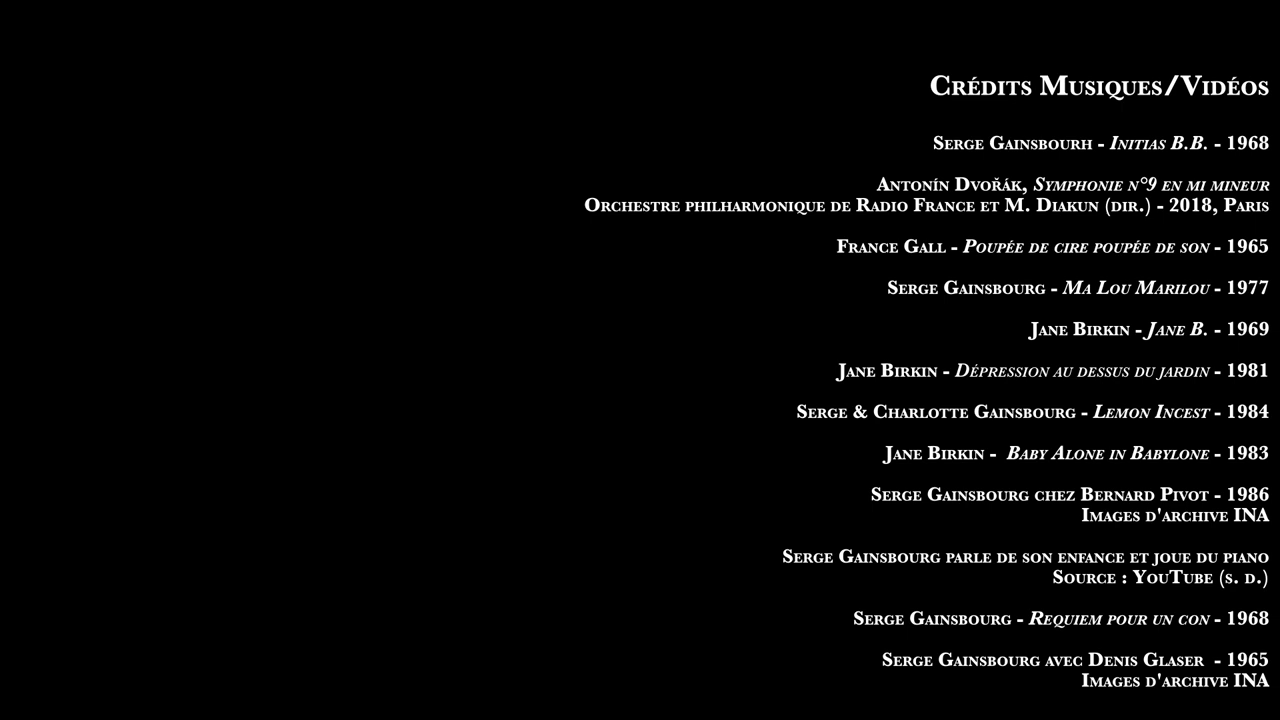 Crédits Musiques/Vidéos
Serge Gainsbourh - Initias B.B. - 1968
Antonín Dvořák, Symphonie n°9 en mi mineur
Orchestre philharmonique de Radio France et M. Diakun (dir.) - 2018, Paris
France Gall - Poupée de cire poupée de son - 1965
Serge Gainsbourg - Ma Lou Marilou - 1977
Jane Birkin - Jane B. - 1969
Jane Birkin - Dépression au dessus du jardin - 1981
Serge & Charlotte Gainsbourg - Lemon Incest - 1984
Jane Birkin - Baby Alone in Babylone - 1983
Serge Gainsbourg chez Bernard Pivot - 1986
Images d'archive INA
Serge Gainsbourg parle de son enfance et joue du piano
Source : YouTube (s. d.)
Serge Gainsbourg - Requiem pour un con - 1968
Serge Gainsbourg avec Denis Glaser - 1965
Images d'archive INA